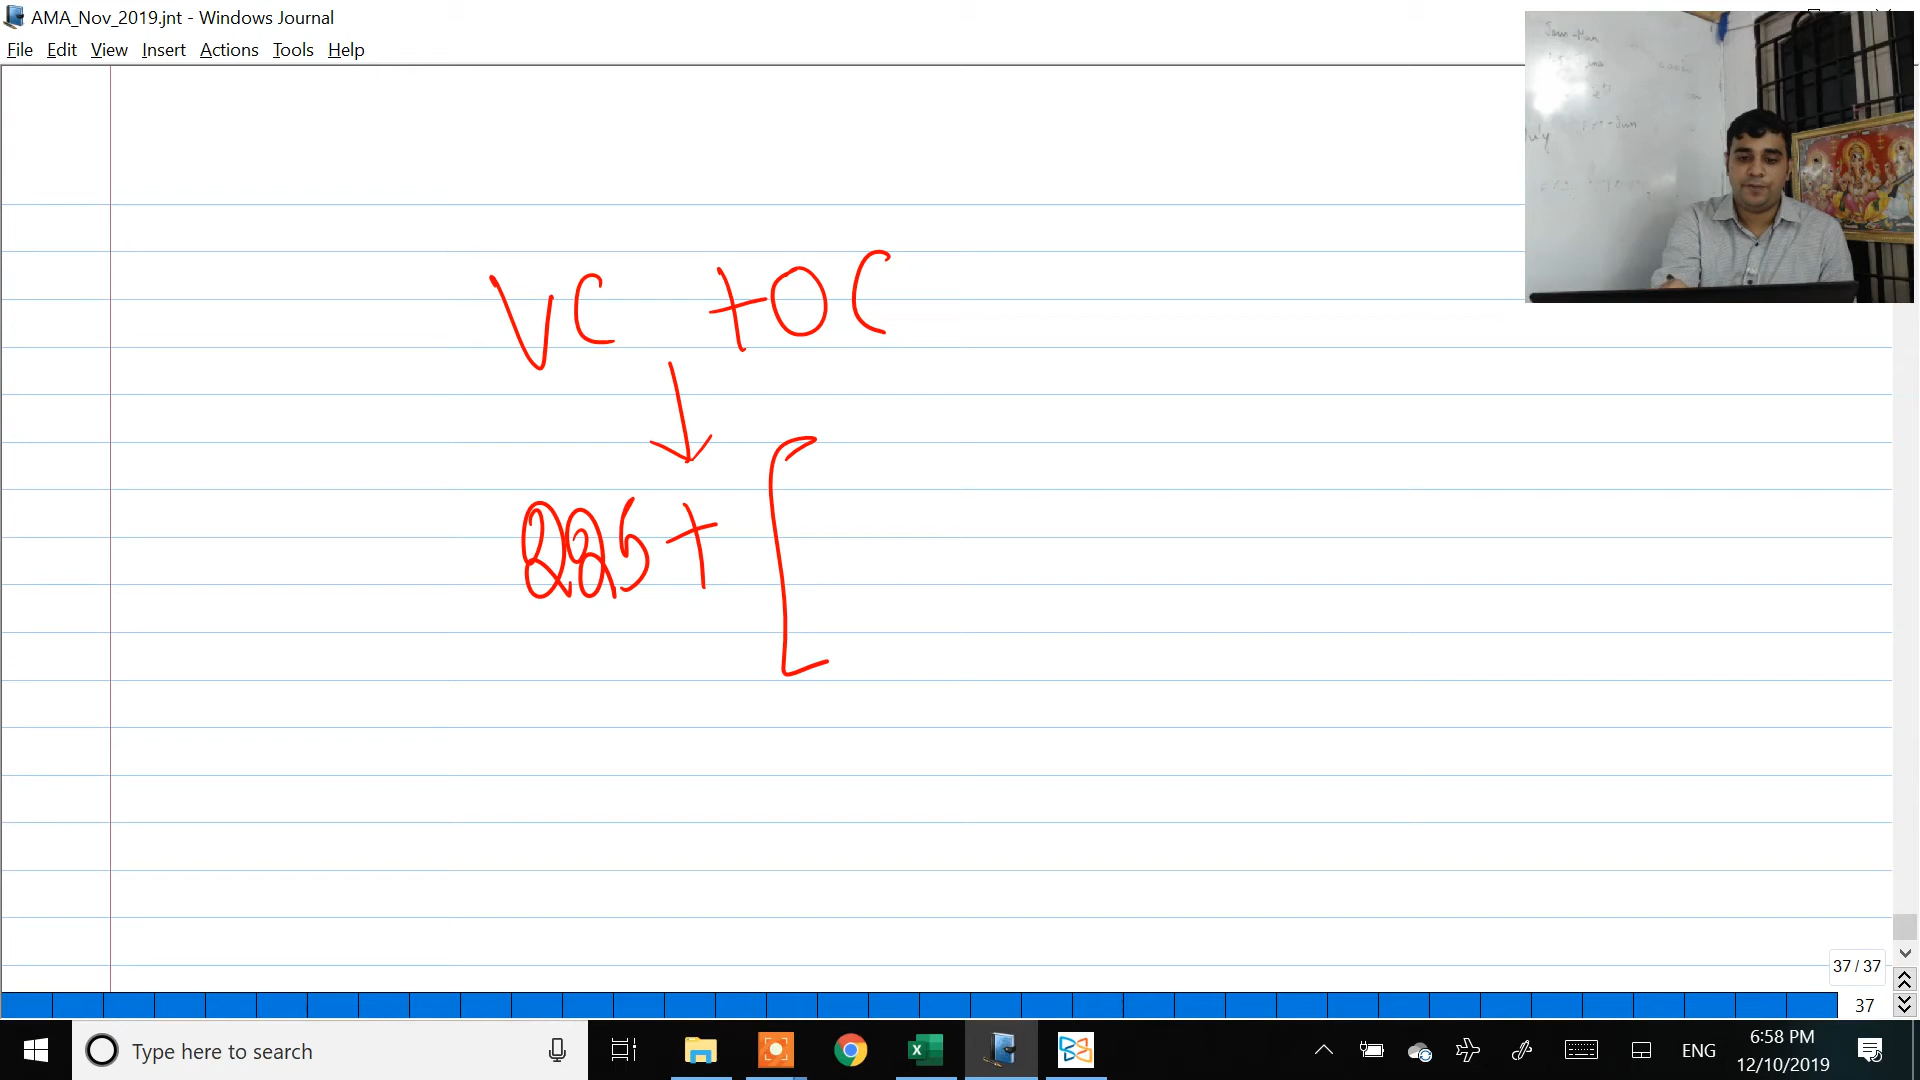 AMA_Nov_2019.jnt - Windows Journal
File Edit View Insert Actions Tools Help
VC +OC
225 + [
37 / 37
37
Type here to search
ENG
6:58 PM
12/10/2019